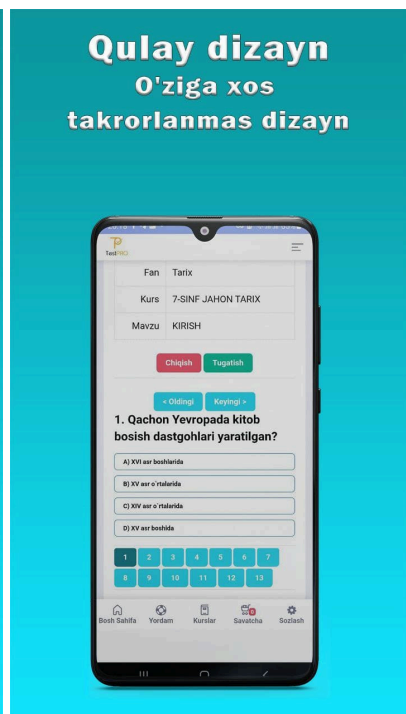 Qulay dizayn
O'ziga xos
takrorlanmas dizayn
TestPRO
Fan Tarix
Kurs 7-SINF JAHON TARIX
Mavzu KIRISH
Chiqish Tugatish
< Oldingi Keyingi >
1. Qachon Yevropada kitob
bosish dastgohlari yaratilgan?
A) XVI asr boshlarida
B) XV asr o`rtalarida
C) XIV asr o`rtalarida
D) XV asr boshida
1 2 3 4 5 6 7
8 9 10 11 12 13
0
Bosh Sahifa Yordam Kurslar Savatcha Sozlash